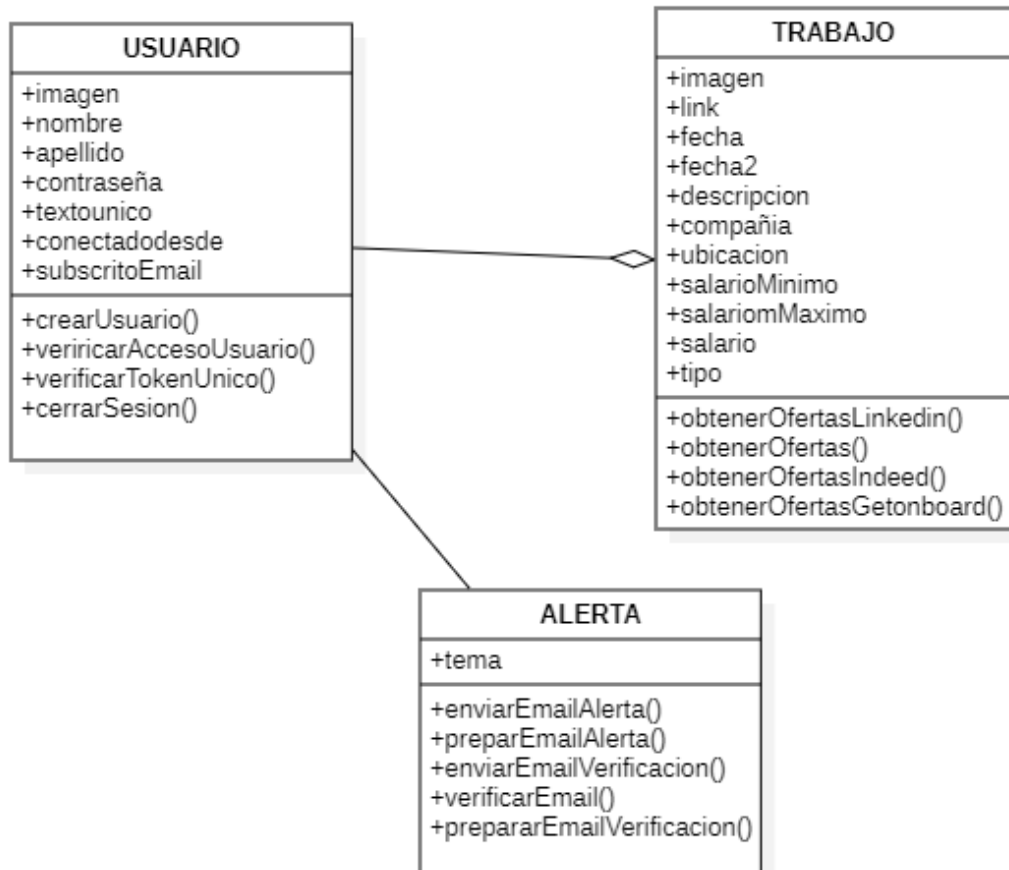 USUARIO
+imagen
+nombre
+apellido
+contraseña
+textounico
+conectadodesde
+subscritoEmail
+crearUsuario()
+veriricarAccesoUsuario()
+verificarTokenUnico()
+cerrarSesion()
TRABAJO
+imagen
+link
+fecha
+fecha2
+descripcion
+compañia
+ubicacion
+salarioMinimo
+salariomMaximo
+salario
+tipo
+obtenerOfertasLinkedin()
+obtenerOfertas()
+obtenerOfertasIndeed()
+obtenerOfertasGetonboard()
ALERTA
+tema
+enviarEmailAlerta()
+preparEmailAlerta()
+enviarEmailVerificacion()
+verificarEmail()
+prepararEmailVerificacion()